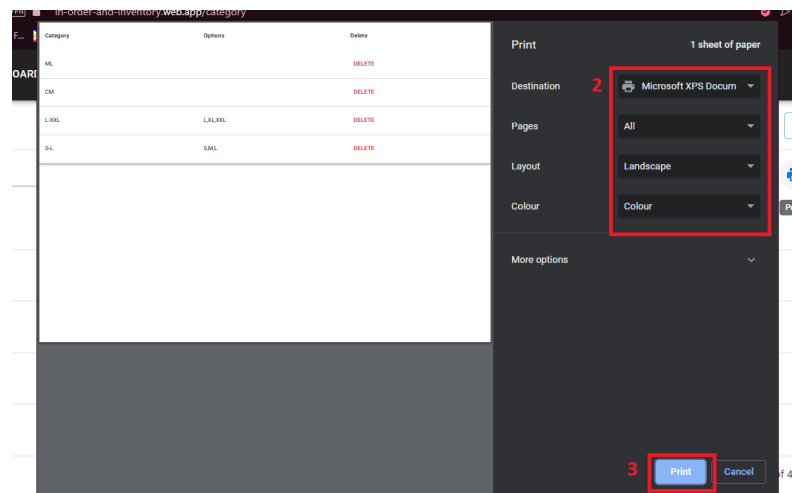 in-order-and-inventory.web.app/category
F...
OARD
Category Options Delete
ML DELETE
CM DELETE
L-XXL L,XL,XXL DELETE
S-L S,M,L DELETE
Print 1 sheet of paper
Destination 2 Microsoft XPS Docum
Pages All
Layout Landscape
Colour Colour
More options
3 Print Cancel
of 4